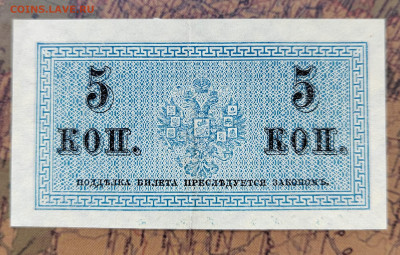 COINS.LAVE.RU
5 5
КОП. КОП.
ПОДДѢЛКА БИЛЕТА ПРЕСЛѢДУЕТСЯ ЗАКОНОМЪ.